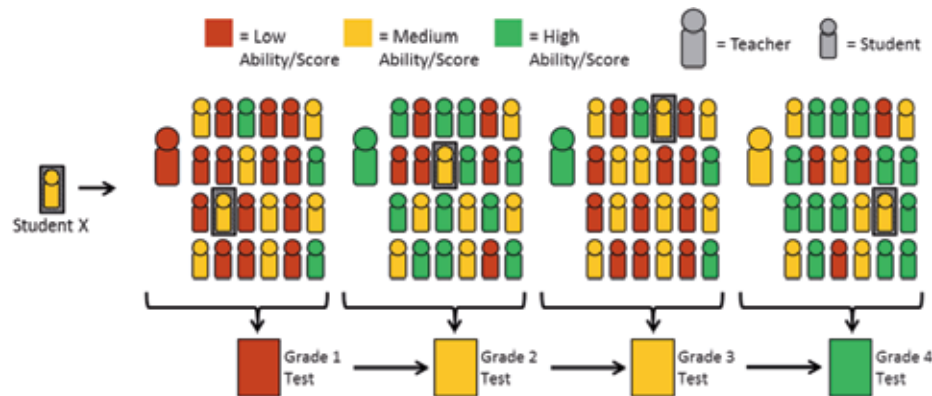 = Low
Ability/Score
= Medium
Ability/Score
= High
Ability/Score
= Teacher
= Student
Student X
Grade 1
Test
Grade 2
Test
Grade 3
Test
Grade 4
Test